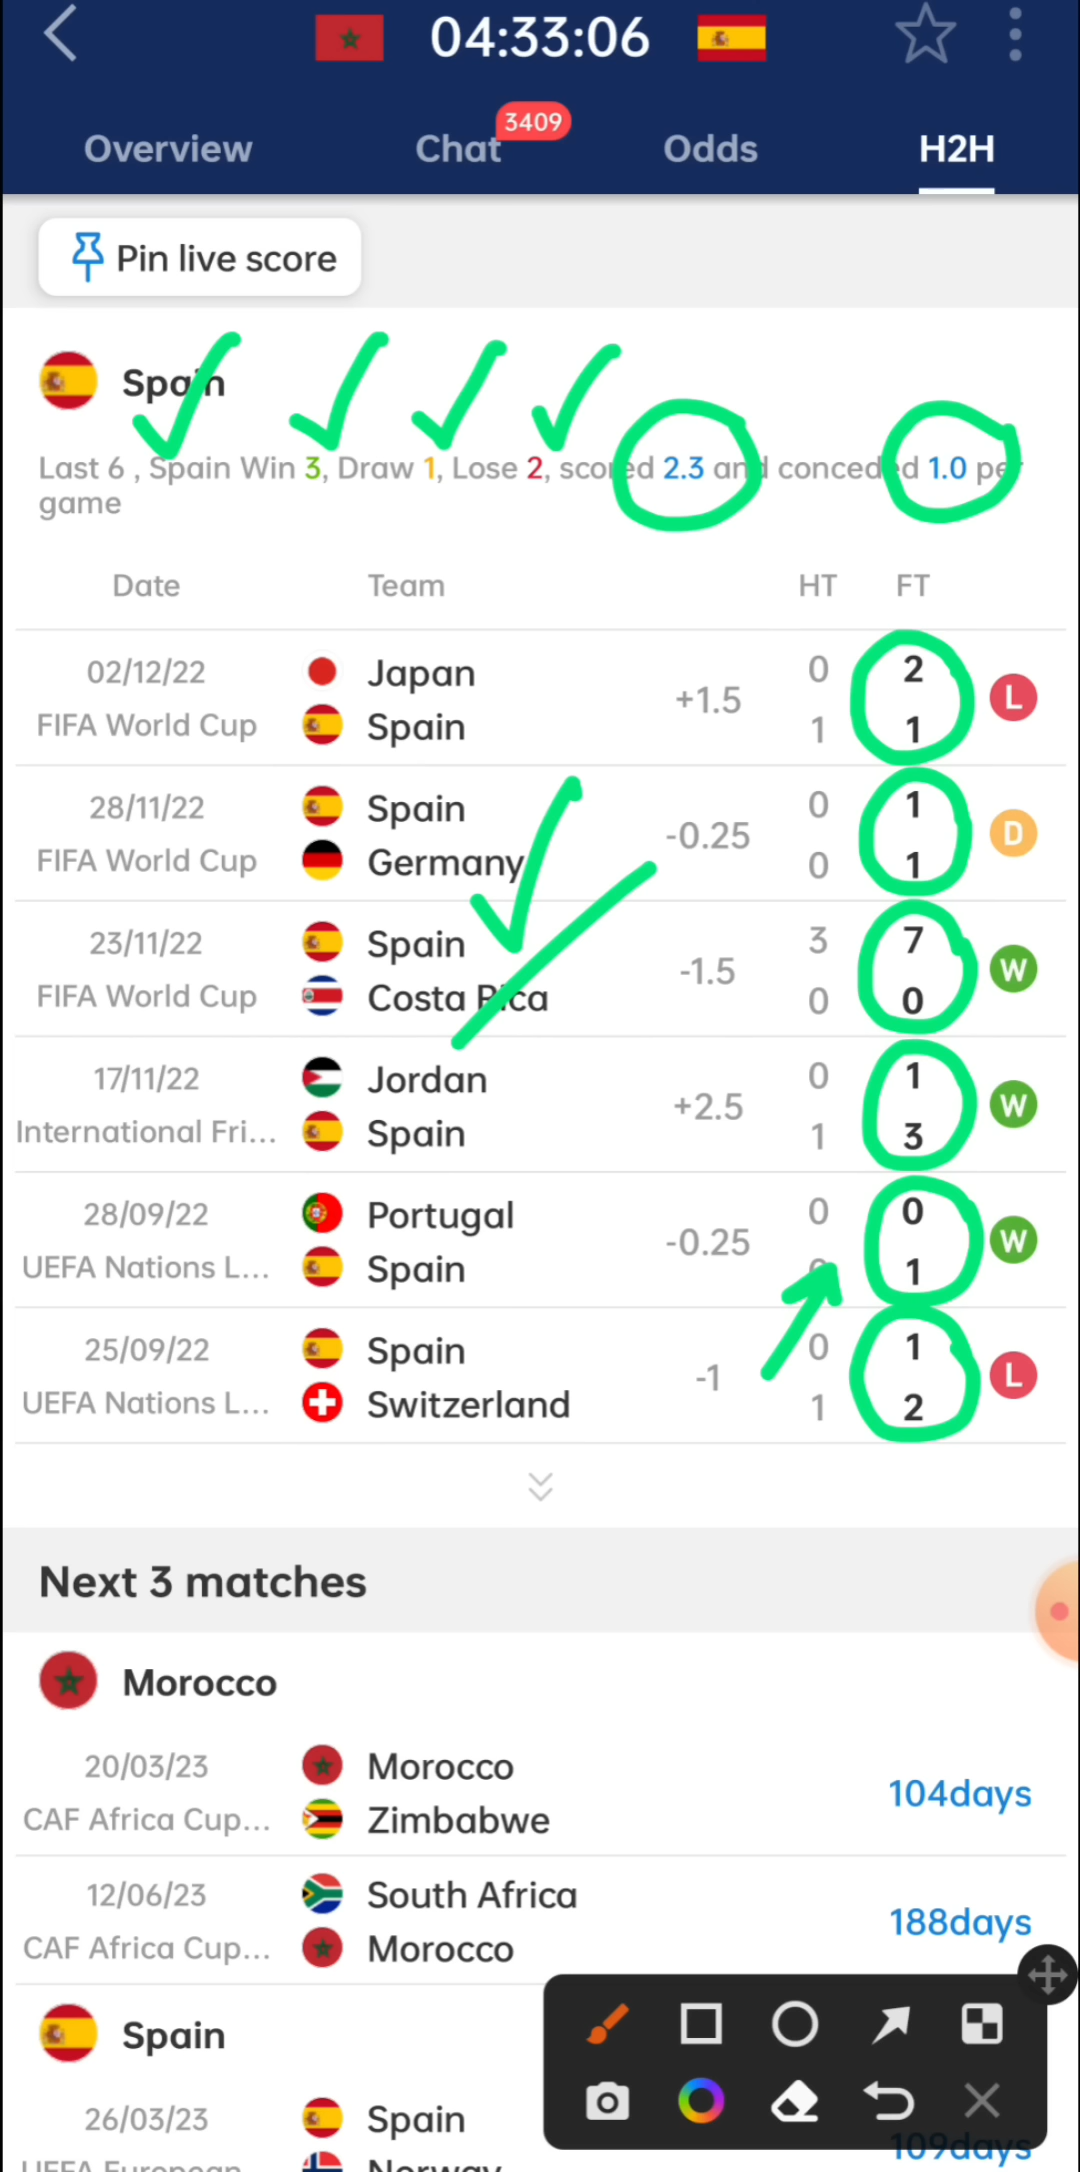 04:33:06
Overview
Chat
3409
Odds
H2H
Pin live score
Spain
Last 6 , Spain Win 3, Draw 1, Lose 2, scored 2.3 and conceded 1.0 per
game
Date Team HT FT
02/12/22 Japan 0 2
+1.5 L
FIFA World Cup Spain 1 1
28/11/22 Spain 0 1
-0.25 D
FIFA World Cup Germany 0 1
23/11/22 Spain 3 7
-1.5 W
FIFA World Cup Costa Rica 0 0
17/11/22 Jordan 0 1
+2.5 W
International Fri... Spain 1 3
28/09/22 Portugal 0 0
-0.25 W
UEFA Nations L... Spain 1
25/09/22 Spain 0 1
-1 L
UEFA Nations L... Switzerland 1 2
Next 3 matches
Morocco
20/03/23 Morocco
104days
CAF Africa Cup... Zimbabwe
12/06/23 South Africa
188days
CAF Africa Cup... Morocco
Spain
26/03/23 Spain
109days
UEFA European Norway